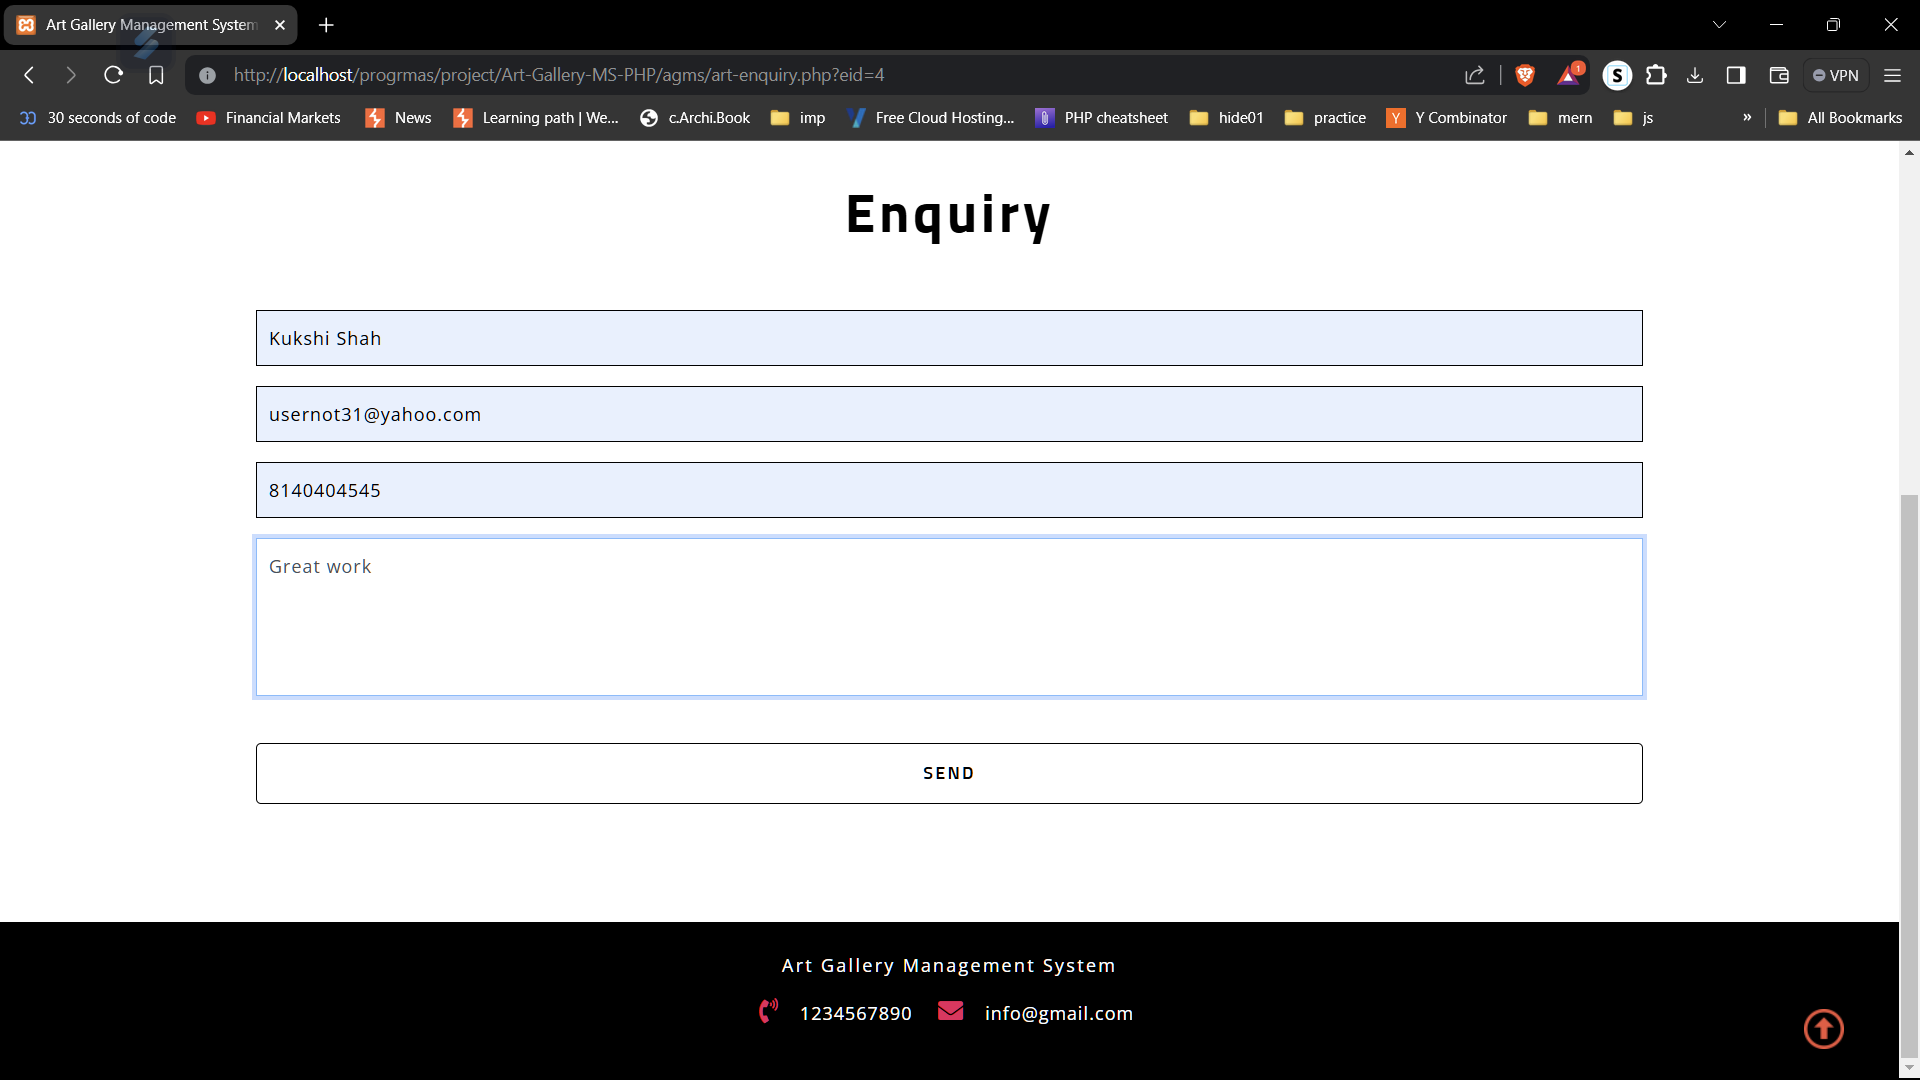 Art Gallery Management System
http://localhost/progrmas/project/Art-Gallery-MS-PHP/agms/art-enquiry.php?eid=4
1
S
VPN
30 seconds of code
Financial Markets
News
Learning path | We...
c.Archi.Book
imp
Free Cloud Hosting...
PHP cheatsheet
hide01
practice
Y
Y Combinator
mern
js
»
All Bookmarks
Enquiry
Kukshi Shah
usernot31@yahoo.com
8140404545
Great work
SEND
Art Gallery Management System
1234567890 info@gmail.com